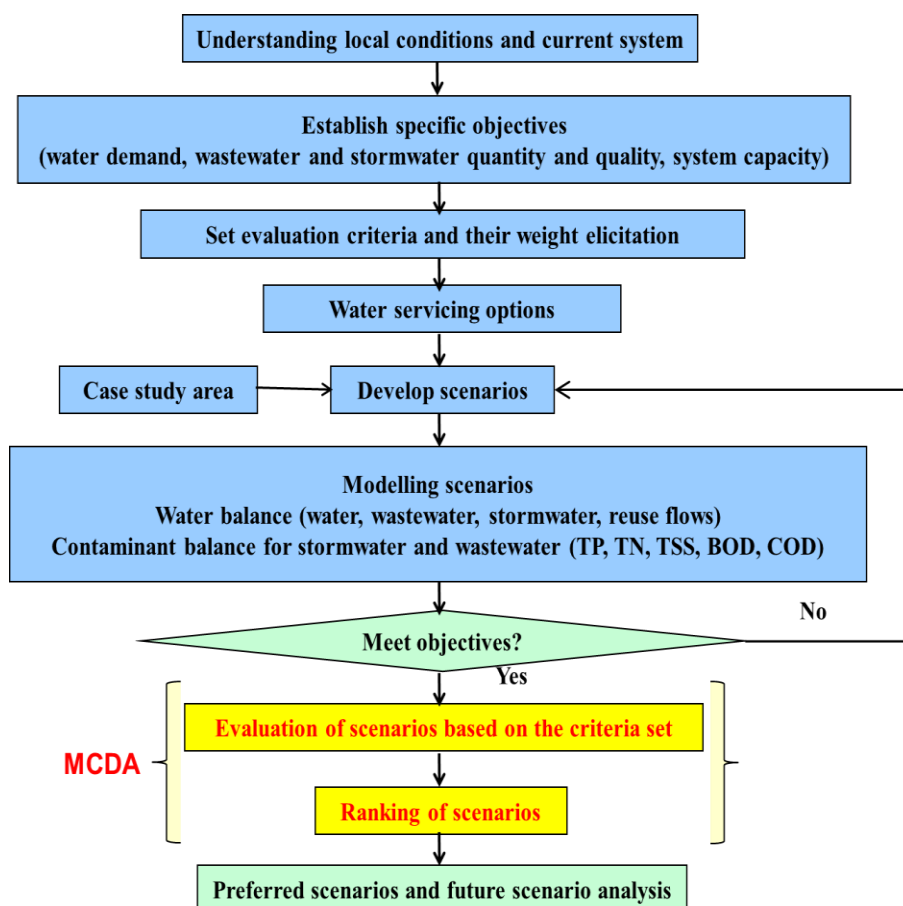 Understanding local conditions and current system
Establish specific objectives
(water demand, wastewater and stormwater quantity and quality, system capacity)
Set evaluation criteria and their weight elicitation
Water servicing options
Case study area
Develop scenarios
Modelling scenarios
Water balance (water, wastewater, stormwater, reuse flows)
Contaminant balance for stormwater and wastewater (TP, TN, TSS, BOD, COD)
No
Meet objectives?
Yes
Evaluation of scenarios based on the criteria set
MCDA
Ranking of scenarios
Preferred scenarios and future scenario analysis